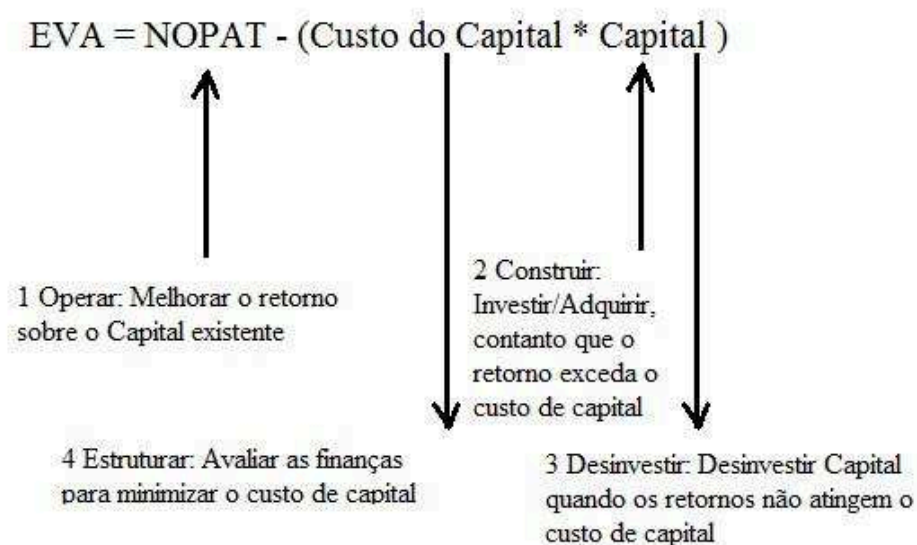 EVA = NOPAT - (Custo do Capital * Capital )
1 Operar: Melhorar o retorno
sobre o Capital existente
2 Construir:
Investir/Adquirir,
contanto que o
retorno exceda o
custo de capital
4 Estruturar: Avaliar as finanças
para minimizar o custo de capital
3 Desinvestir: Desinvestir Capital
quando os retornos não atingem o
custo de capital